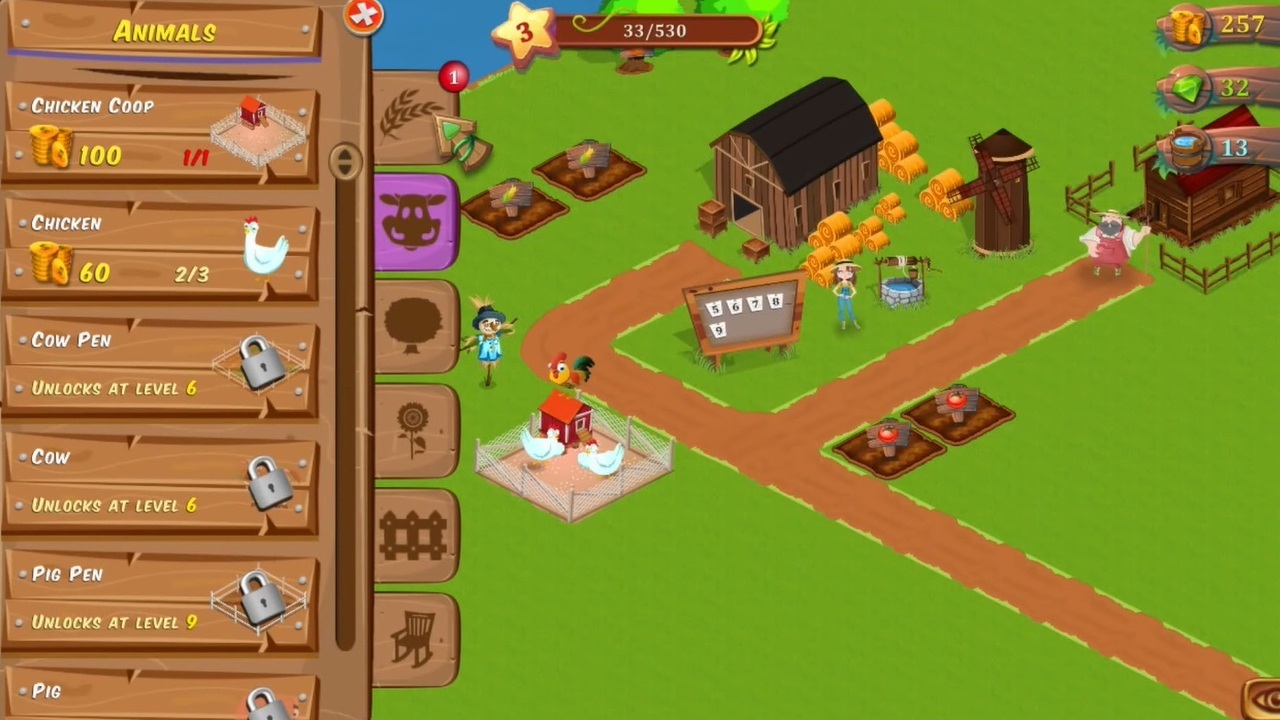 ANIMALS
CHICKEN COOP
100
1/1
CHICKEN
60
2/3
COW PEN
UNLOCKS AT LEVEL 6
COW
UNLOCKS AT LEVEL 6
PIG PEN
UNLOCKS AT LEVEL 9
PIG
1
3
33/530
257
32
13
5 6 7 8
9